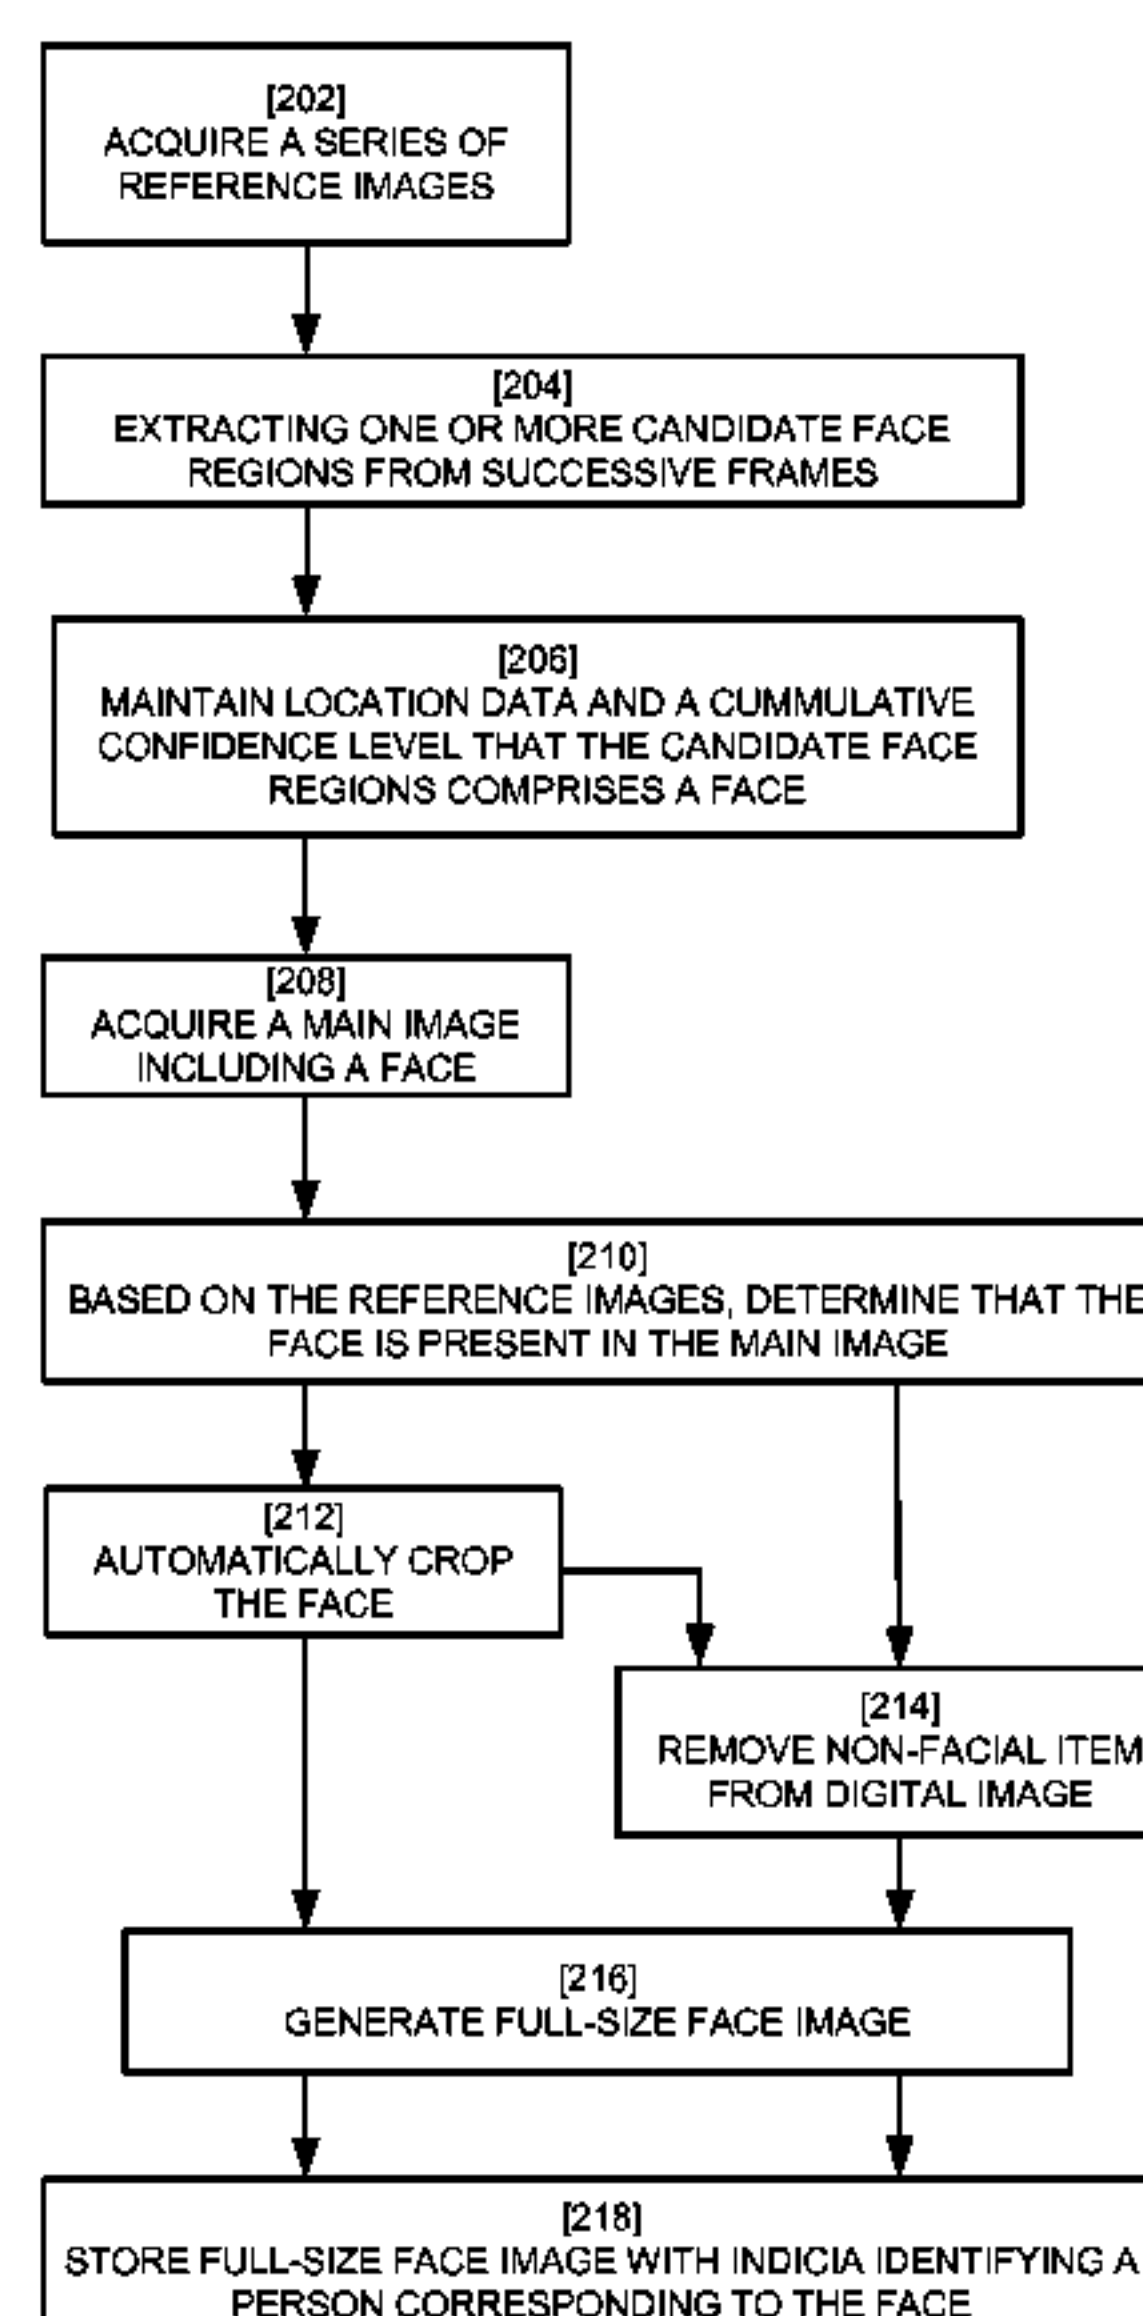 [202]
ACQUIRE A SERIES OF
REFERENCE IMAGES
[204]
EXTRACTING ONE OR MORE CANDIDATE FACE
REGIONS FROM SUCCESSIVE FRAMES
[206]
MAINTAIN LOCATION DATA AND A CUMMULATIVE
CONFIDENCE LEVEL THAT THE CANDIDATE FACE
REGIONS COMPRISES A FACE
[208]
ACQUIRE A MAIN IMAGE
INCLUDING A FACE
[210]
BASED ON THE REFERENCE IMAGES, DETERMINE THAT THE
FACE IS PRESENT IN THE MAIN IMAGE
[212]
AUTOMATICALLY CROP
THE FACE
[214]
REMOVE NON-FACIAL ITEM
FROM DIGITAL IMAGE
[216]
GENERATE FULL-SIZE FACE IMAGE
[218]
STORE FULL-SIZE FACE IMAGE WITH INDICIA IDENTIFYING A
PERSON CORRESPONDING TO THE FACE